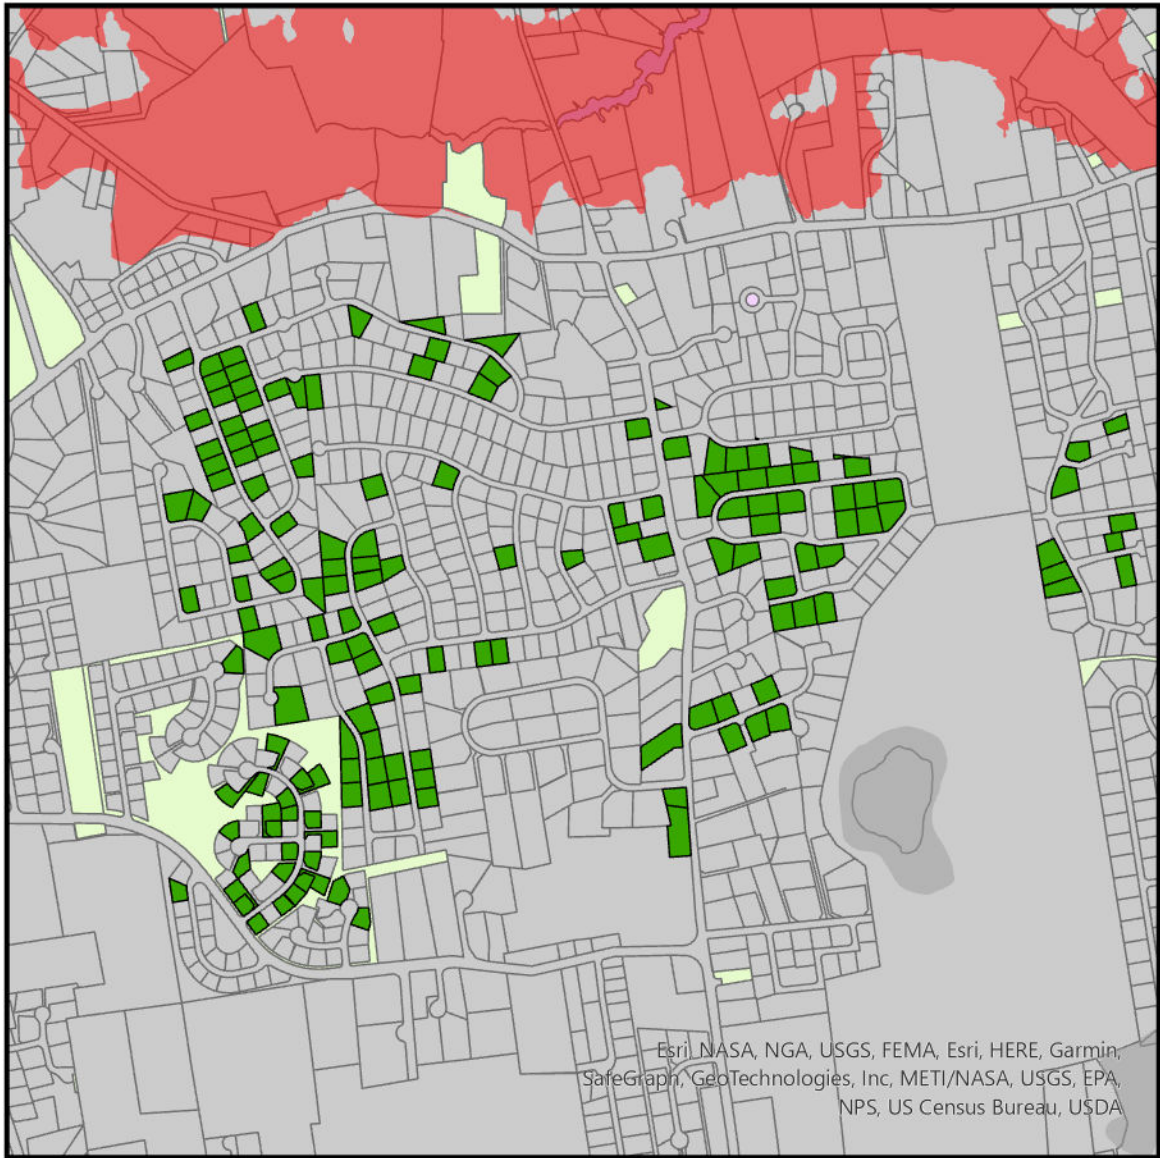 Esri, NASA, NGA, USGS, FEMA, Esri, HERE, Garmin,
SafeGraph, GeoTechnologies, Inc, METI/NASA, USGS, EPA,
NPS, US Census Bureau, USDA